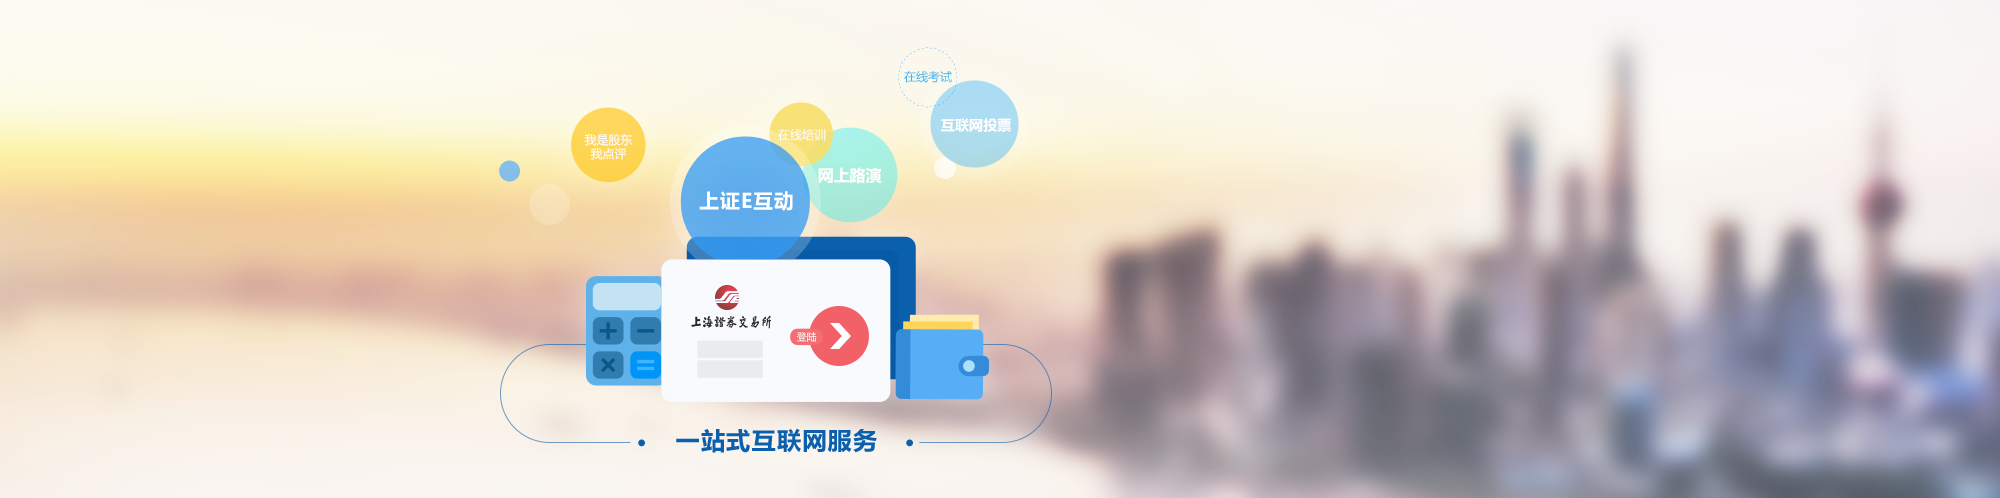 在线考试
互联网投票
我是股东
我点评
在线培训
网上路演
上证E互动
上海證券交易所
登陆
一站式互联网服务